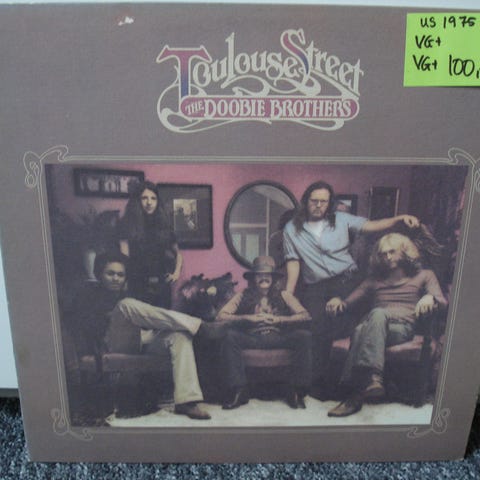 Toulouse Street
THE DOOBIE BROTHERS
US 1975
VG+
VG+ 100,